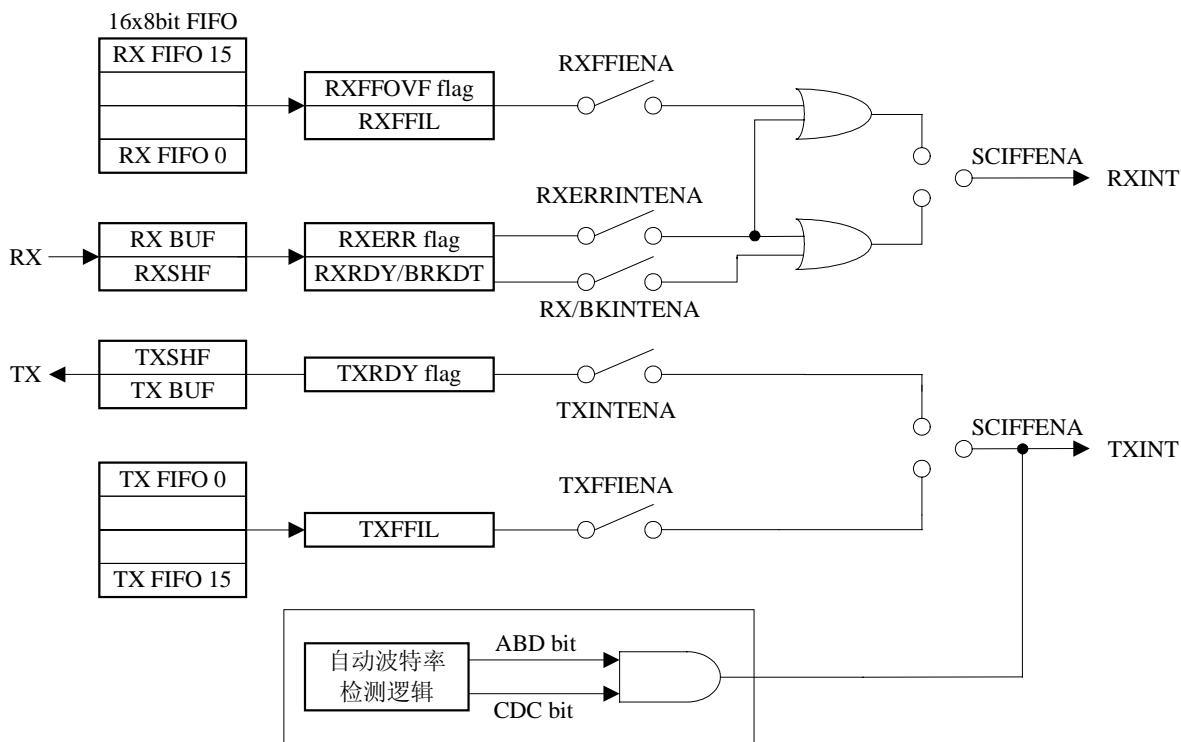 16x8bit FIFO
RX FIFO 15
RX FIFO 0
RXFFOVF flag
RXFFIL
RXFFIENA
SCIFFENA
RXINT
RX
RX BUF
RXSHF
RXERR flag
RXRDY/BRKDT
RXERRINTENA
RX/BKINTENA
TX
TXSHF
TX BUF
TXRDY flag
TXINTENA
SCIFFENA
TXINT
TX FIFO 0
TX FIFO 15
TXFFIL
TXFFIENA
自动波特率
检测逻辑
ABD bit
CDC bit